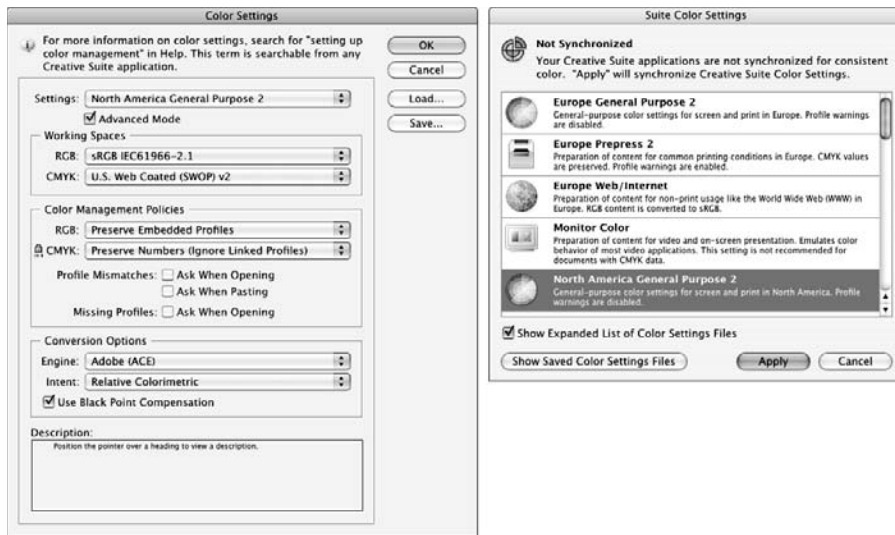 Color Settings
For more information on color settings, search for "setting up
color management" in Help. This term is searchable from any
Creative Suite application.
OK
Cancel
Load...
Save...
Settings: North America General Purpose 2
Advanced Mode
Working Spaces
RGB: sRGB IEC61966-2.1
CMYK: U.S. Web Coated (SWOP) v2
Color Management Policies
RGB: Preserve Embedded Profiles
CMYK: Preserve Numbers (Ignore Linked Profiles)
Profile Mismatches: Ask When Opening
Ask When Pasting
Missing Profiles: Ask When Opening
Conversion Options
Engine: Adobe (ACE)
Intent: Relative Colorimetric
Use Black Point Compensation
Description:
Position the pointer over a heading to view a description.
Suite Color Settings
Not Synchronized
Your Creative Suite applications are not synchronized for consistent
color. "Apply" will synchronize Creative Suite Color Settings.
Europe General Purpose 2
General-purpose color settings for screen and print in Europe. Profile warnings
are disabled.
Europe Prepress 2
Preparation of content for common printing conditions in Europe. CMYK values
are preserved. Profile warnings are enabled.
Europe Web/Internet
Preparation of content for non-print usage like the World Wide Web (WWW) in
Europe. RGB content is converted to sRGB.
Monitor Color
Preparation of content for video and on-screen presentation. Emulates color
behavior of most video applications. This setting is not recommended for
documents with CMYK data.
North America General Purpose 2
General-purpose color settings for screen and print in North America. Profile
warnings are disabled.
Show Expanded List of Color Settings Files
Show Saved Color Settings Files
Apply
Cancel